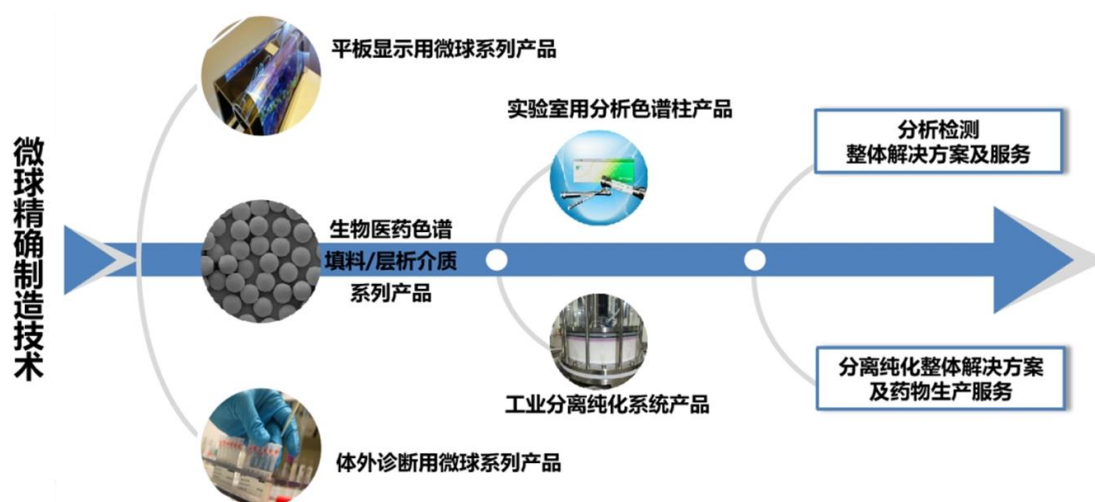 微球精确制造技术
平板显示用微球系列产品
生物医药色谱
填料/层析介质
系列产品
体外诊断用微球系列产品
实验室用分析色谱柱产品
工业分离纯化系统产品
分析检测
整体解决方案及服务
分离纯化整体解决方案
及药物生产服务